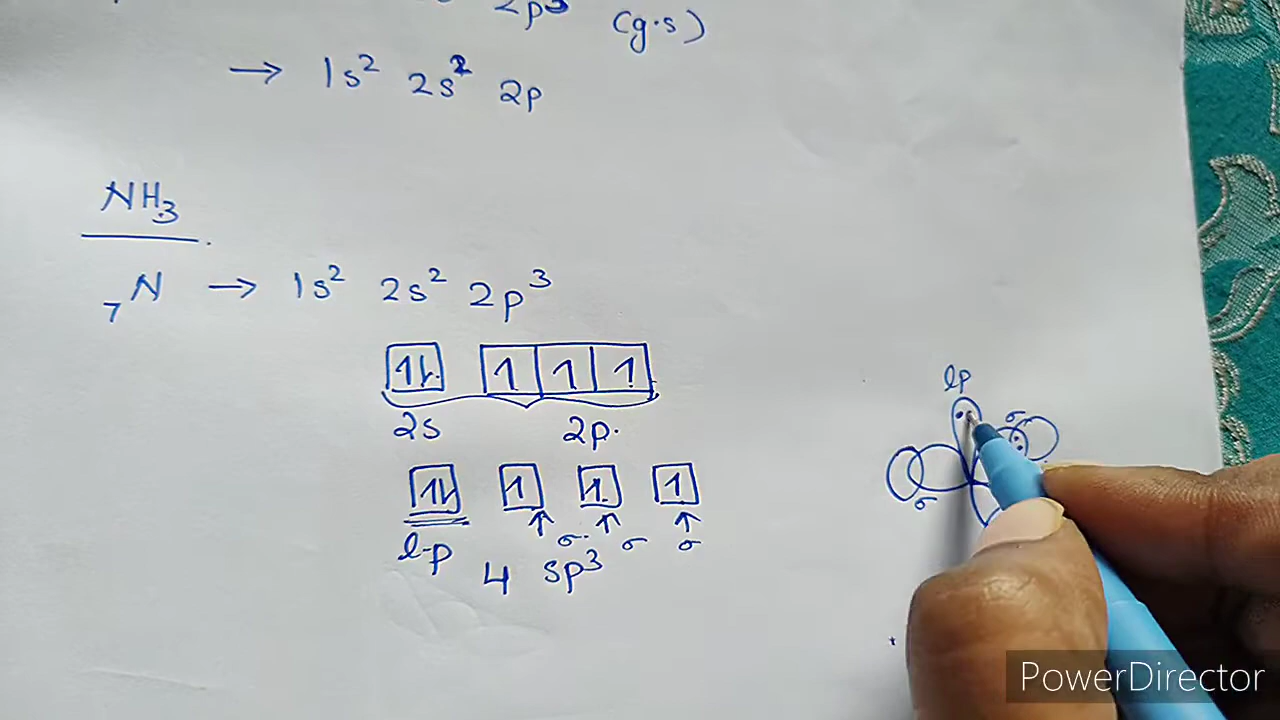 2p³ (g.s)
→ 1s² 2s² 2p
NH₃
₇N → 1s² 2s² 2p³
1↓ 1 1 1
2s 2p.
1↓ 1 1 1
l-p ↑ σ. ↑ σ ↑ σ
4 sp³
lp
σ
σ
PowerDirector